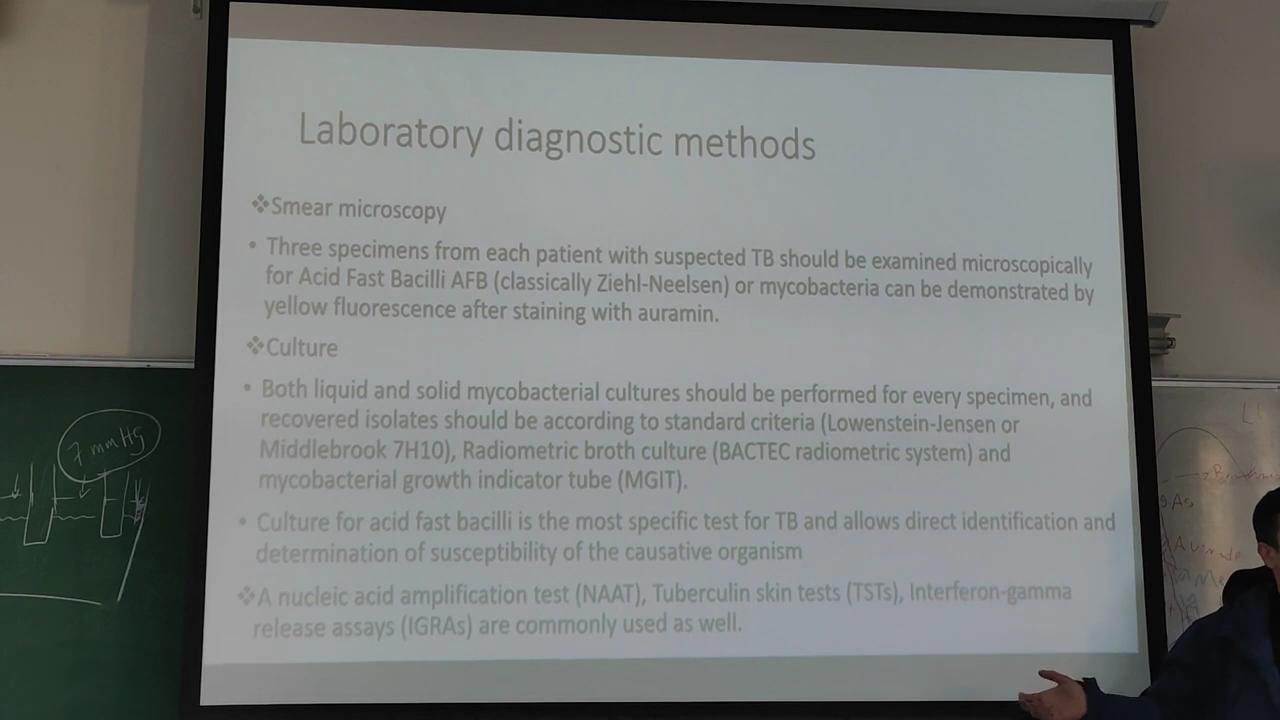 Laboratory diagnostic methods
❖Smear microscopy
• Three specimens from each patient with suspected TB should be examined microscopically
for Acid Fast Bacilli AFB (classically Ziehl-Neelsen) or mycobacteria can be demonstrated by
yellow fluorescence after staining with auramin.
❖Culture
• Both liquid and solid mycobacterial cultures should be performed for every specimen, and
recovered isolates should be according to standard criteria (Lowenstein-Jensen or
Middlebrook 7H10), Radiometric broth culture (BACTEC radiometric system) and
mycobacterial growth indicator tube (MGIT).
• Culture for acid fast bacilli is the most specific test for TB and allows direct identification and
determination of susceptibility of the causative organism
❖A nucleic acid amplification test (NAAT), Tuberculin skin tests (TSTs), Interferon-gamma
release assays (IGRAs) are commonly used as well.
7 mmHg